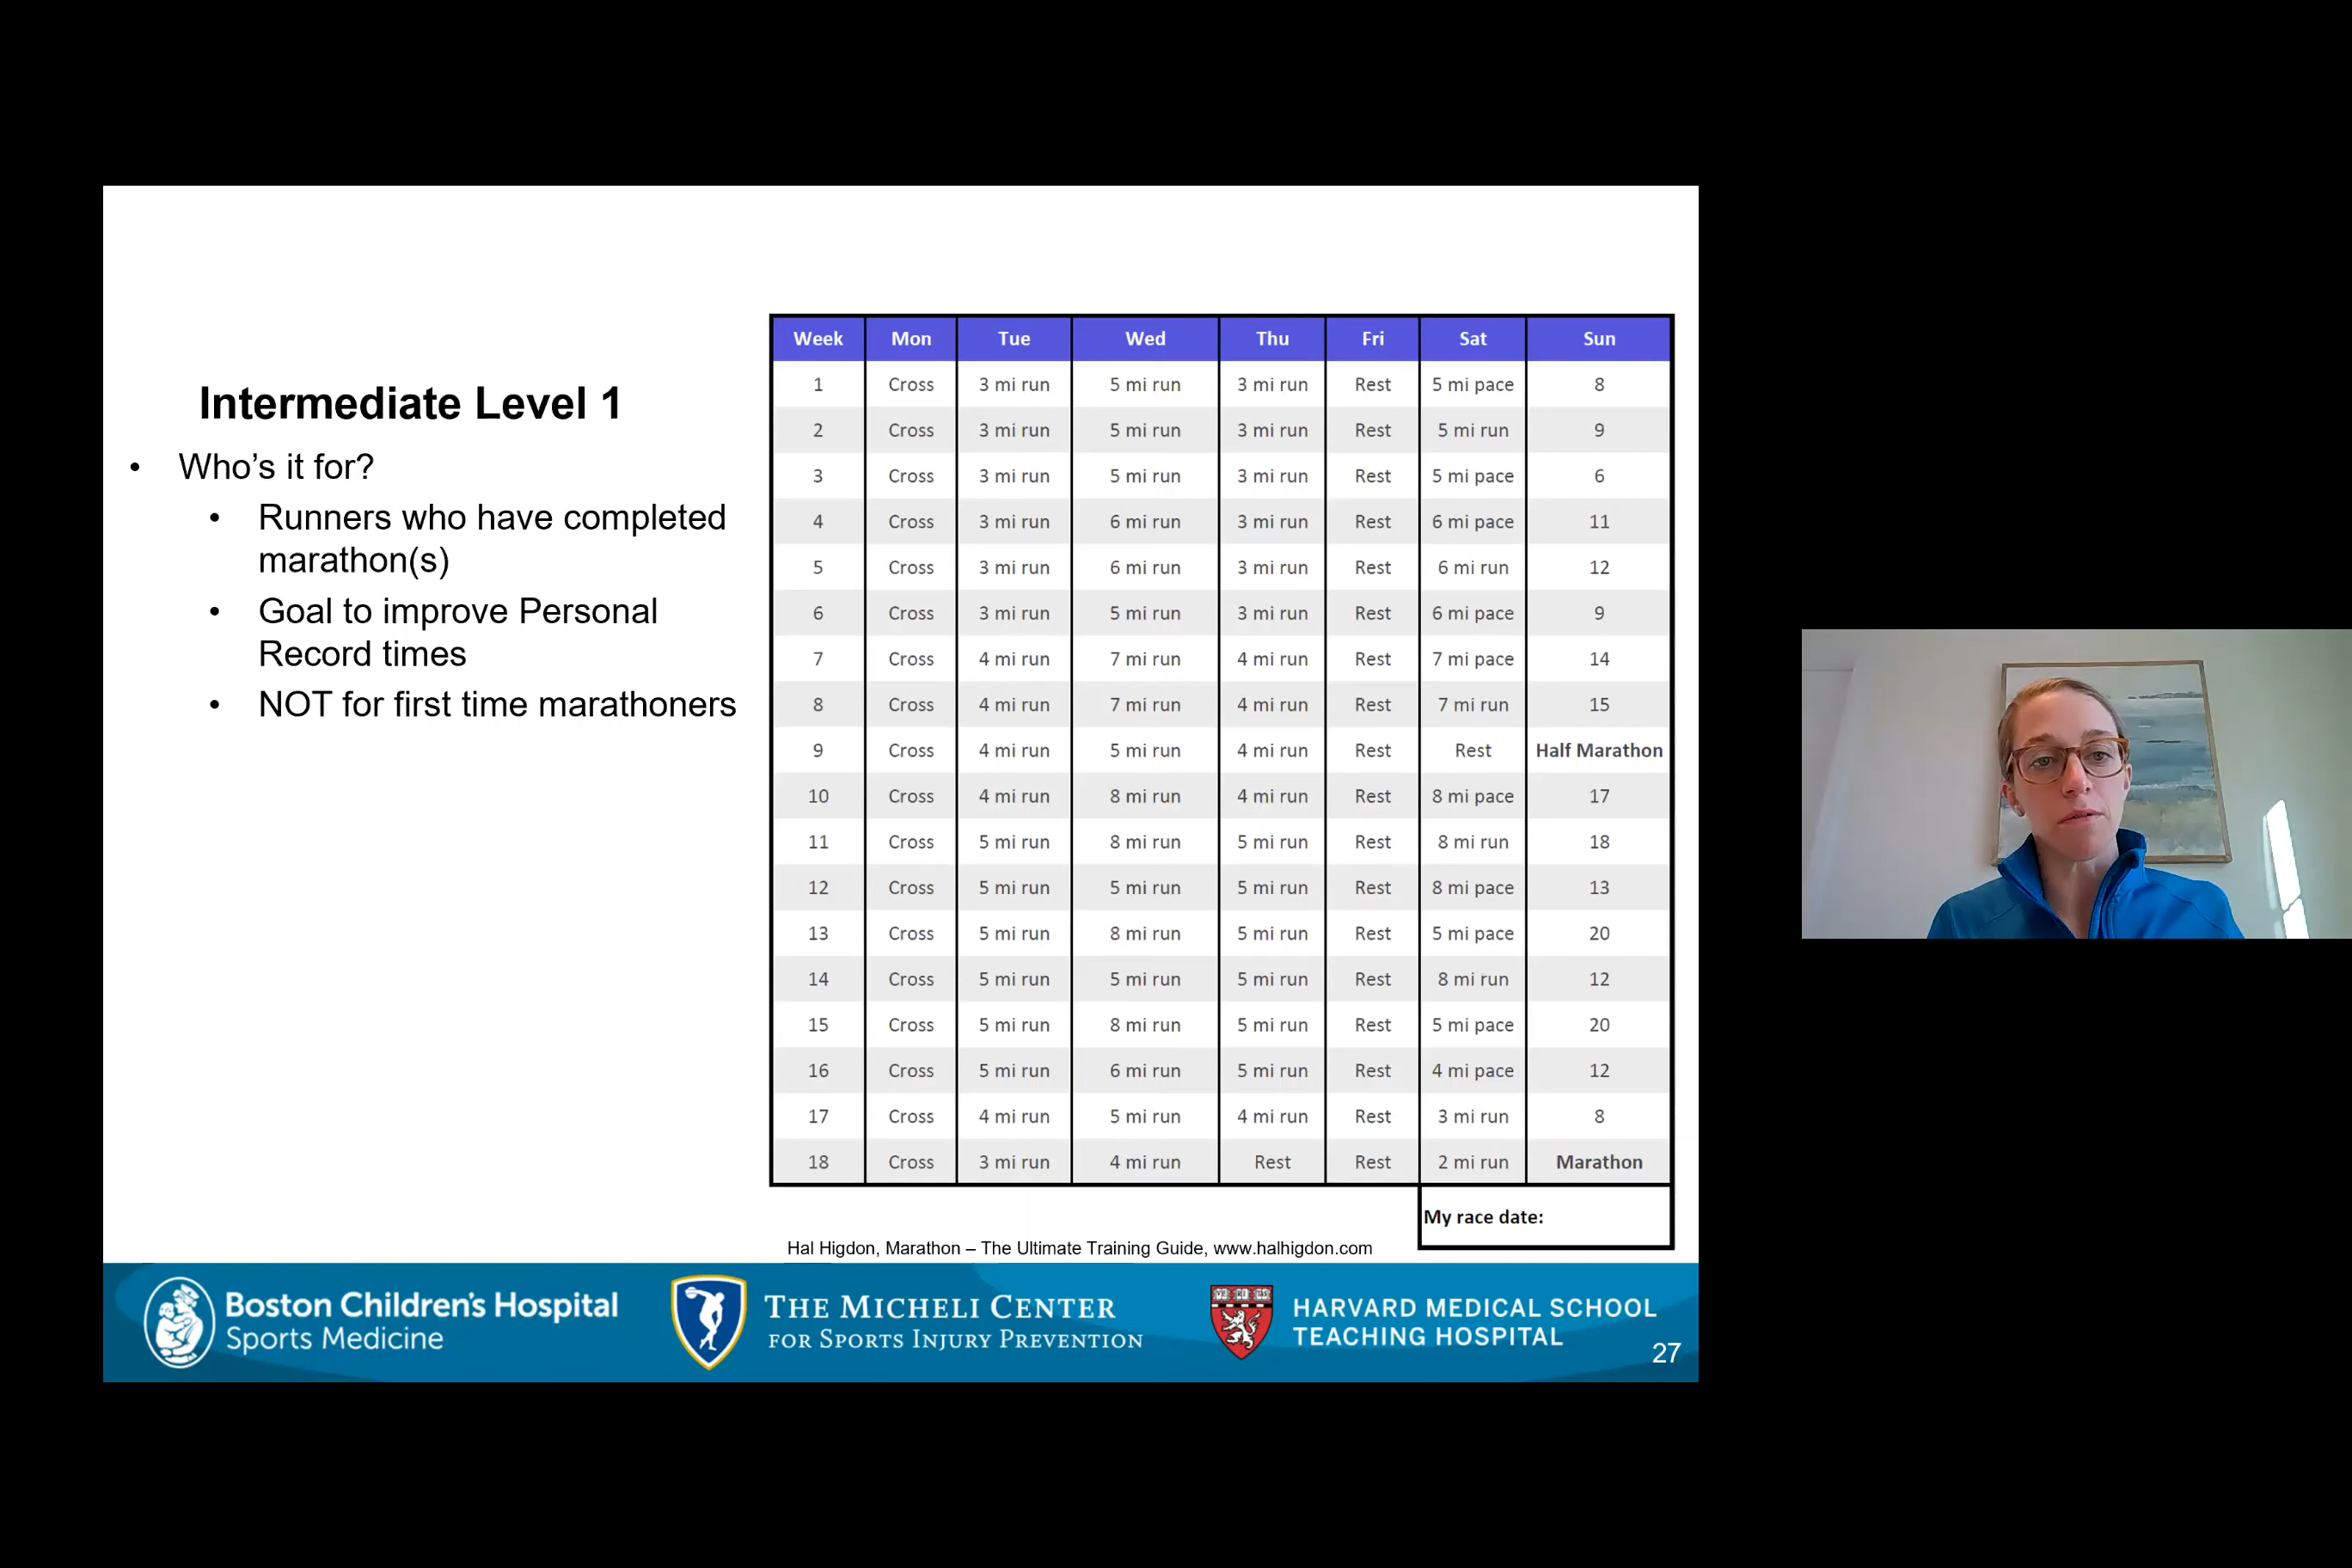 Intermediate Level 1
• Who's it for?
• Runners who have completed
marathon(s)
• Goal to improve Personal
Record times
• NOT for first time marathoners
Week Mon Tue Wed Thu Fri Sat Sun
1 Cross 3 mi run 5 mi run 3 mi run Rest 5 mi pace 8
2 Cross 3 mi run 5 mi run 3 mi run Rest 5 mi run 9
3 Cross 3 mi run 5 mi run 3 mi run Rest 5 mi pace 6
4 Cross 3 mi run 6 mi run 3 mi run Rest 6 mi pace 11
5 Cross 3 mi run 6 mi run 3 mi run Rest 6 mi run 12
6 Cross 3 mi run 5 mi run 3 mi run Rest 6 mi pace 9
7 Cross 4 mi run 7 mi run 4 mi run Rest 7 mi pace 14
8 Cross 4 mi run 7 mi run 4 mi run Rest 7 mi run 15
9 Cross 4 mi run 5 mi run 4 mi run Rest Rest Half Marathon
10 Cross 4 mi run 8 mi run 4 mi run Rest 8 mi pace 17
11 Cross 5 mi run 8 mi run 5 mi run Rest 8 mi run 18
12 Cross 5 mi run 5 mi run 5 mi run Rest 8 mi pace 13
13 Cross 5 mi run 8 mi run 5 mi run Rest 5 mi pace 20
14 Cross 5 mi run 5 mi run 5 mi run Rest 8 mi run 12
15 Cross 5 mi run 8 mi run 5 mi run Rest 5 mi pace 20
16 Cross 5 mi run 6 mi run 5 mi run Rest 4 mi pace 12
17 Cross 4 mi run 5 mi run 4 mi run Rest 3 mi run 8
18 Cross 3 mi run 4 mi run Rest Rest 2 mi run Marathon
My race date:
Hal Higdon, Marathon – The Ultimate Training Guide, www.halhigdon.com
Boston Children's Hospital
Sports Medicine
THE MICHELI CENTER
FOR SPORTS INJURY PREVENTION
HARVARD MEDICAL SCHOOL
TEACHING HOSPITAL
27